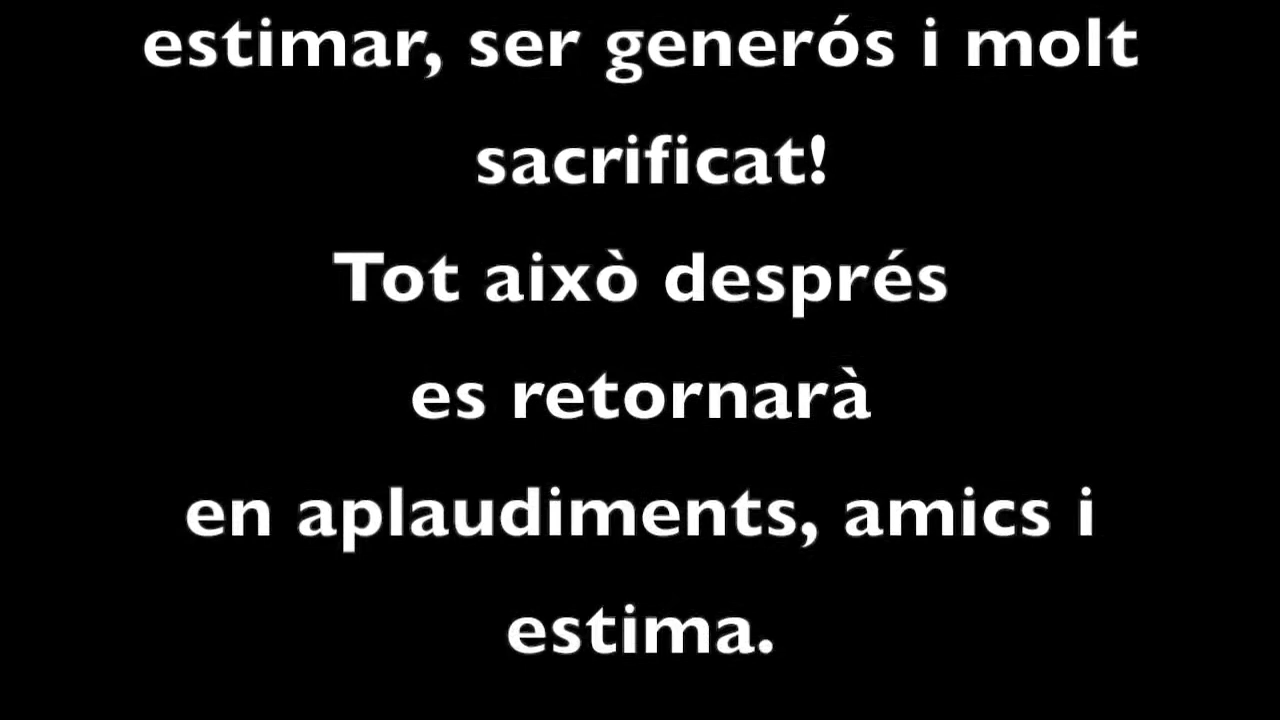 estimar, ser generós i molt
sacrificat!
Tot això després
es retornarà
en aplaudiments, amics i
estima.